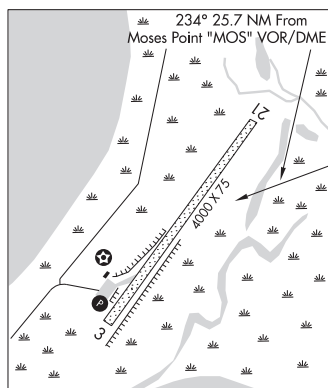 234° 25.7 NM From
Moses Point "MOS" VOR/DME
21
4000 X 75
P
3